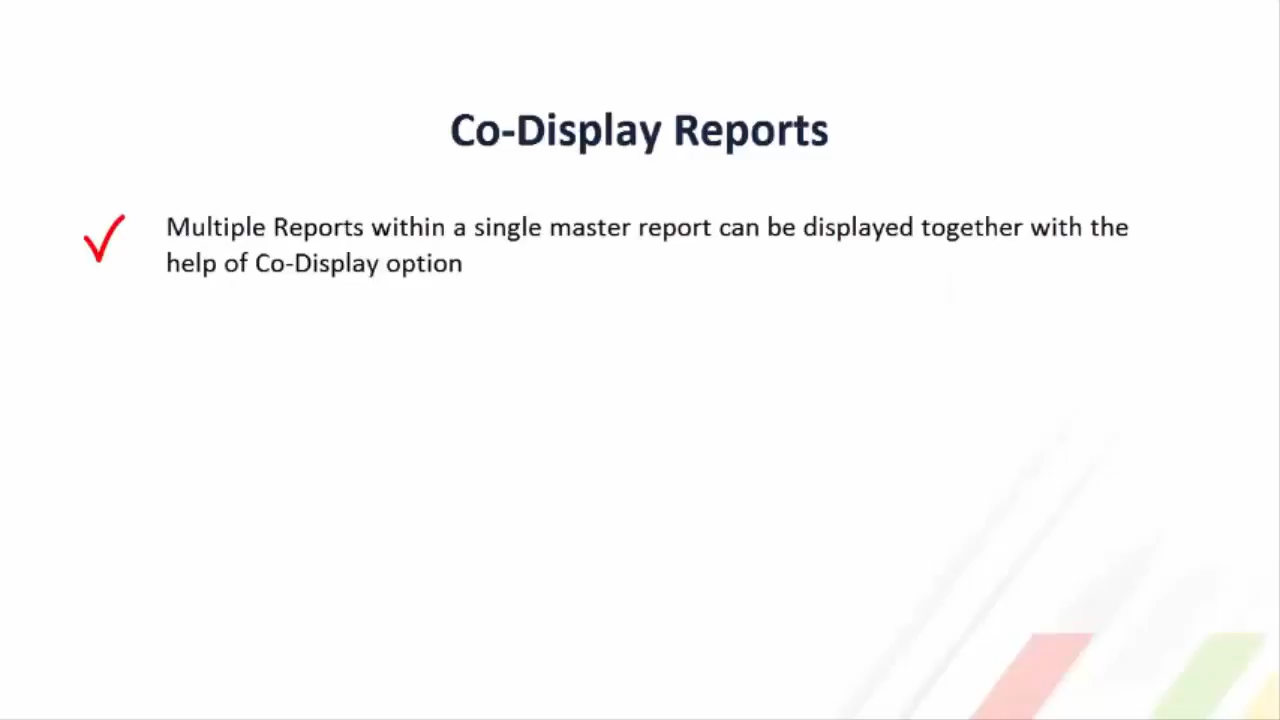 Co-Display Reports
Multiple Reports within a single master report can be displayed together with the
help of Co-Display option